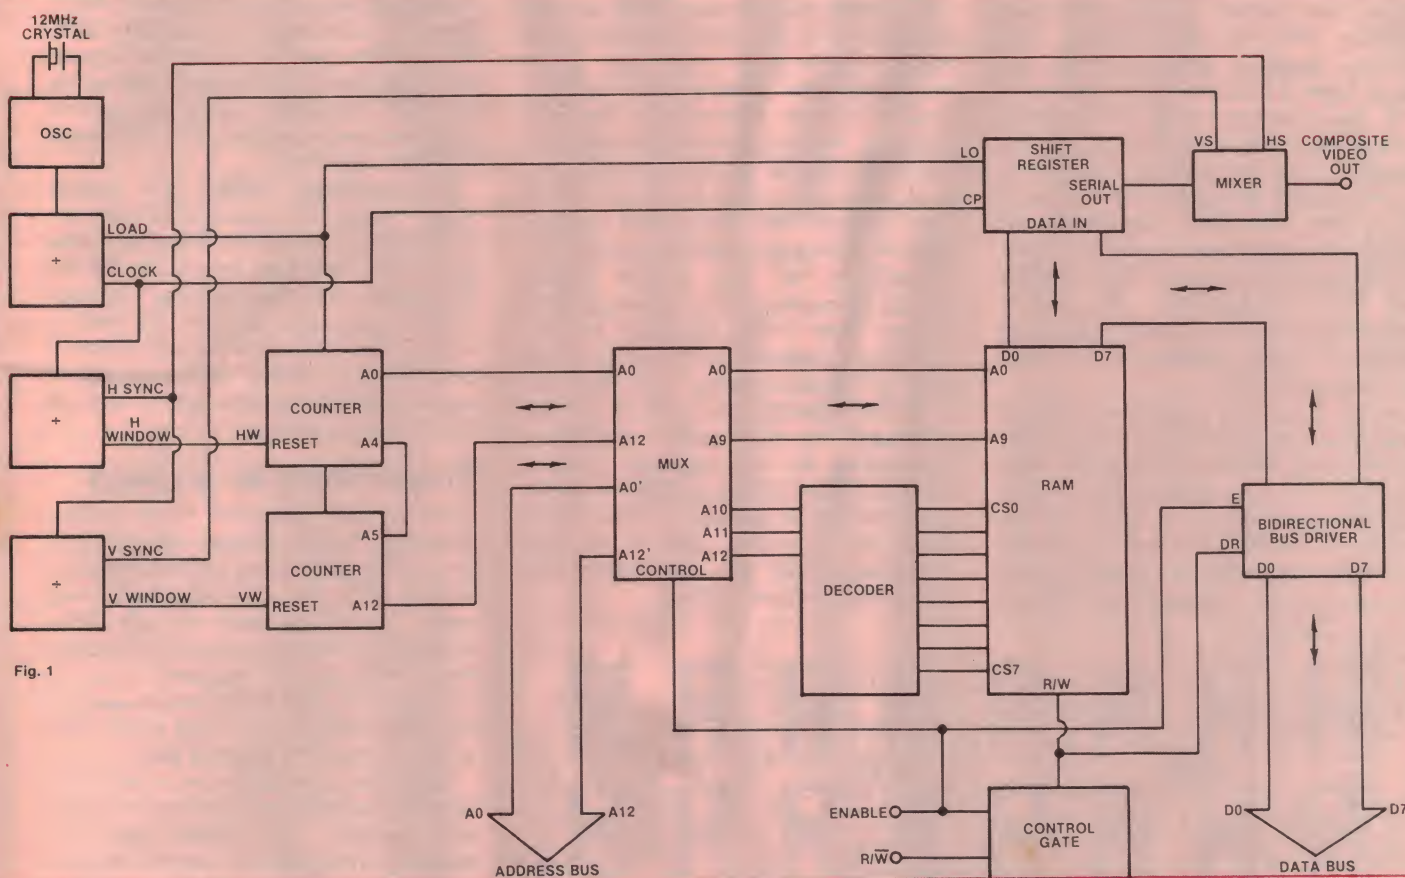 12MHz
CRYSTAL
OSC
÷
LOAD
CLOCK
÷
H SYNC
H
WINDOW
÷
V SYNC
V WINDOW
HW
RESET
COUNTER
A0
A4
VW
RESET
COUNTER
A5
A12
A0
A12
A0'
A12'
MUX
CONTROL
A0
A9
A10
A11
A12
DECODER
LO
CP
SHIFT
REGISTER
SERIAL
OUT
DATA IN
VS
HS
MIXER
COMPOSITE
VIDEO
OUT
D0
D7
A0
A9
RAM
CS0
CS7
R/W
E
DR
BIDIRECTIONAL
BUS DRIVER
D0
D7
ENABLE
R/W̅
CONTROL
GATE
A0
A12
ADDRESS BUS
D0
D7
DATA BUS
Fig. 1